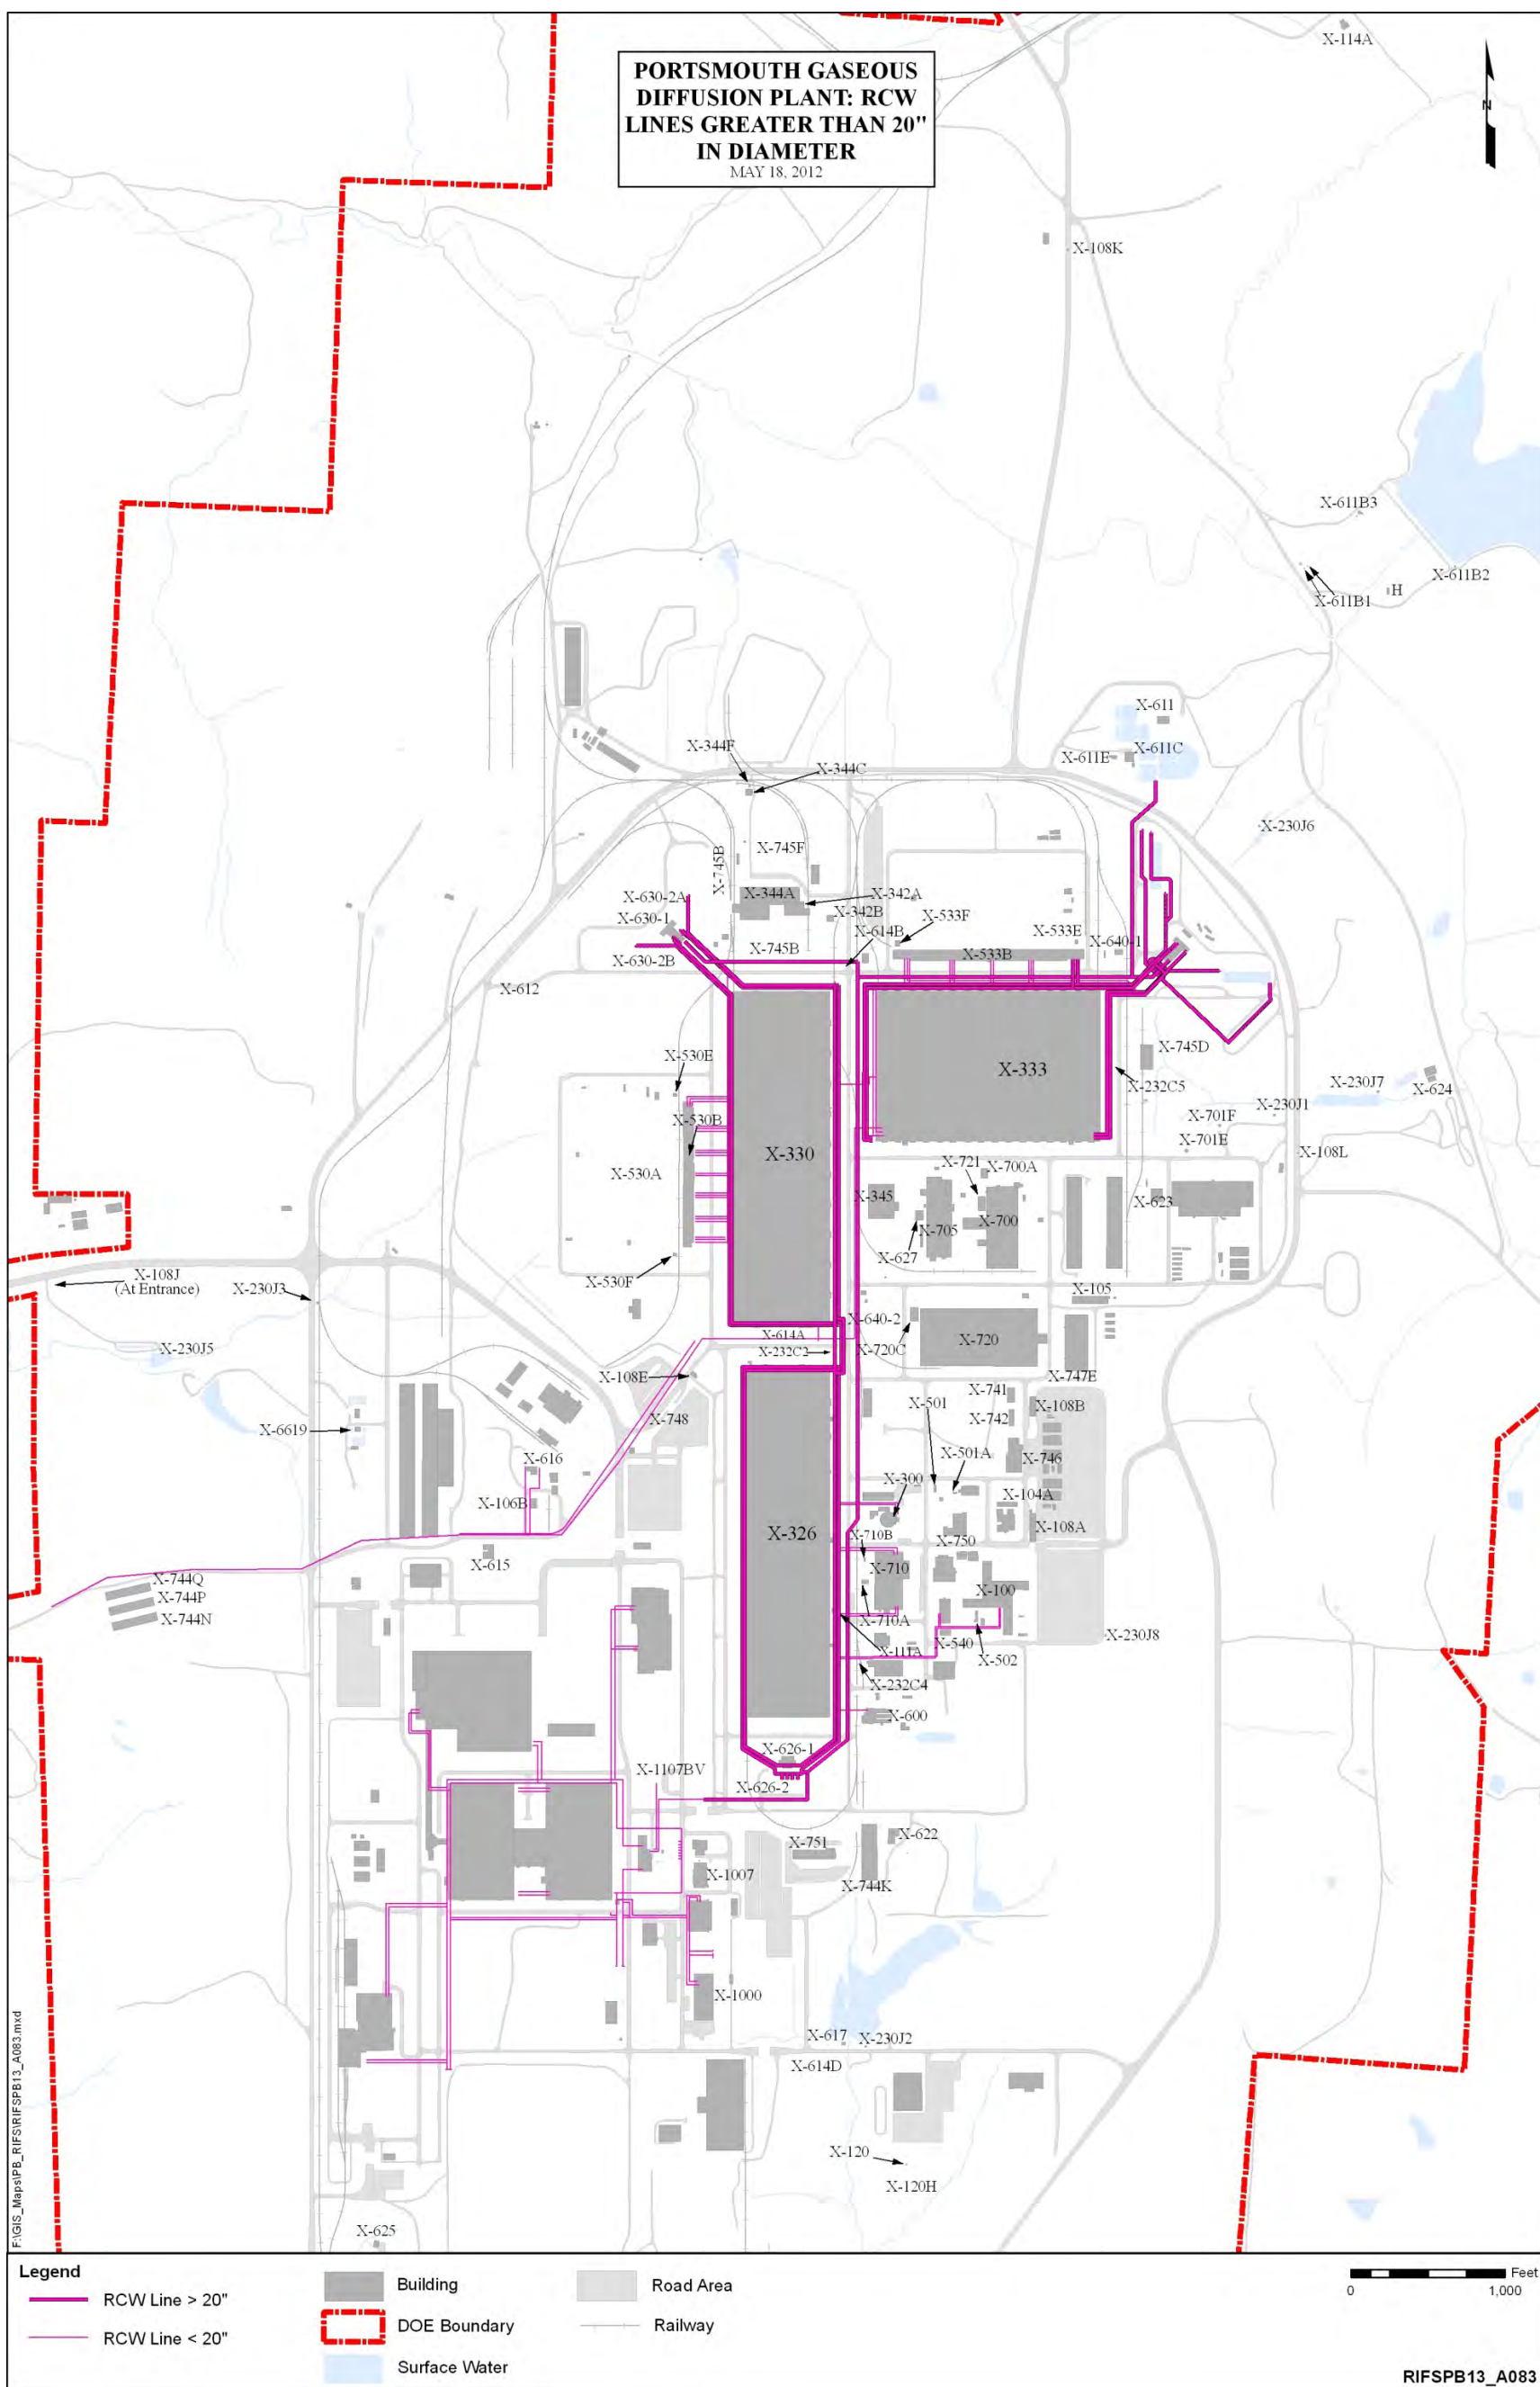 PORTSMOUTH GASEOUS
DIFFUSION PLANT: RCW
LINES GREATER THAN 20"
IN DIAMETER
MAY 18, 2012
X-114A
N
X-108K
X-611B3
X-611B2
X-611B1
H
X-611
X-344F
X-611E
X-611C
X-344C
X-230J6
X-745F
X-745B
X-630-2A
X-344A
X-342A
X-630-1
X-342B
X-533F
X-614B
X-533E
X-640-1
X-745B
X-533B
X-630-2B
X-612
X-745D
X-530E
X-333
X-232C5
X-230J7
X-624
X-230J1
X-530B
X-701F
X-701E
X-330
X-108L
X-530A
X-721
X-700A
X-345
X-623
X-705
X-700
X-627
X-530F
X-108J
(At Entrance)
X-230J3
X-105
X-640-2
X-614A
X-720
X-230J5
X-232C2
X-720C
X-108E
X-747E
X-741
X-501
X-108B
X-748
X-742
X-6619
X-616
X-501A
X-746
X-300
X-104A
X-106B
X-326
X-108A
X-710B
X-750
X-615
X-710
X-744Q
X-100
X-744P
X-744N
X-710A
X-230J8
X-540
X-111A
X-502
X-232C4
X-600
X-626-1
X-1107BV
X-626-2
X-751
X-622
X-1007
X-744K
X-1000
X-617
X-230J2
X-614D
X-120
X-120H
X-625
F:\GIS_Maps\PB_RIFS\RIFSPB13_A083.mxd
Legend
RCW Line > 20"
RCW Line < 20"
Building
DOE Boundary
Surface Water
Road Area
Railway
Feet
0 1,000
RIFSPB13_A083